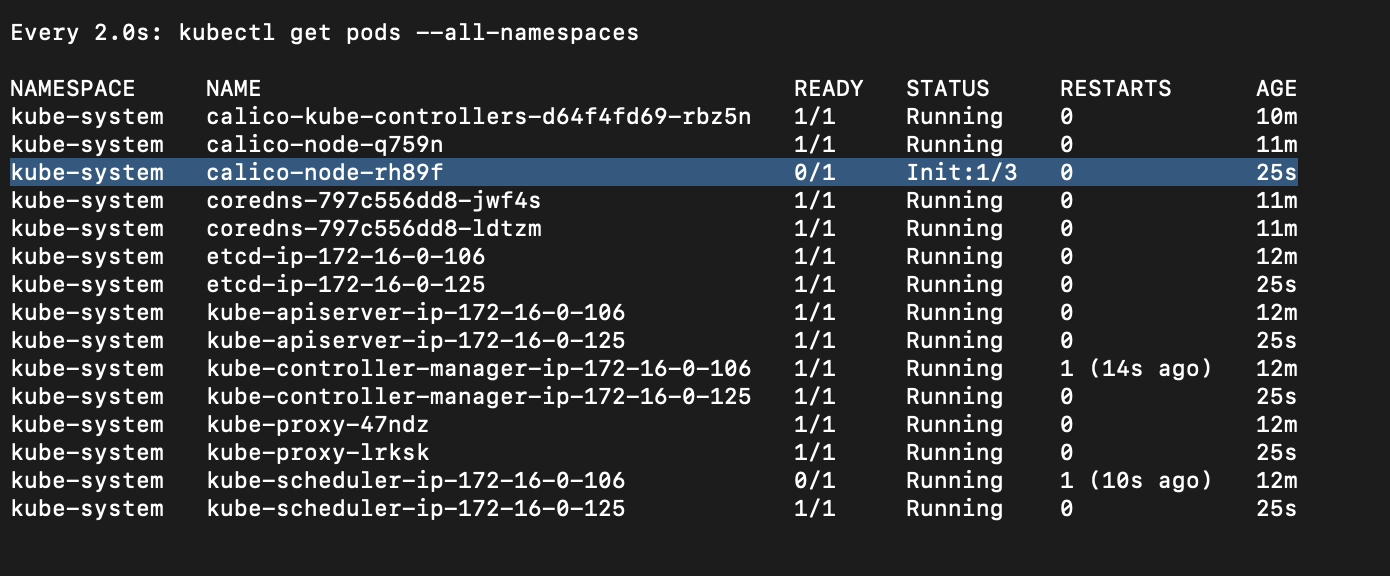 Every 2.0s: kubectl get pods --all-namespaces
NAMESPACE NAME READY STATUS RESTARTS AGE
kube-system calico-kube-controllers-d64f4fd69-rbz5n 1/1 Running 0 10m
kube-system calico-node-q759n 1/1 Running 0 11m
kube-system calico-node-rh89f 0/1 Init:1/3 0 25s
kube-system coredns-797c556dd8-jwf4s 1/1 Running 0 11m
kube-system coredns-797c556dd8-ldtzm 1/1 Running 0 11m
kube-system etcd-ip-172-16-0-106 1/1 Running 0 12m
kube-system etcd-ip-172-16-0-125 1/1 Running 0 25s
kube-system kube-apiserver-ip-172-16-0-106 1/1 Running 0 12m
kube-system kube-apiserver-ip-172-16-0-125 1/1 Running 0 25s
kube-system kube-controller-manager-ip-172-16-0-106 1/1 Running 1 (14s ago) 12m
kube-system kube-controller-manager-ip-172-16-0-125 1/1 Running 0 25s
kube-system kube-proxy-47ndz 1/1 Running 0 12m
kube-system kube-proxy-lrksk 1/1 Running 0 25s
kube-system kube-scheduler-ip-172-16-0-106 0/1 Running 1 (10s ago) 12m
kube-system kube-scheduler-ip-172-16-0-125 1/1 Running 0 25s